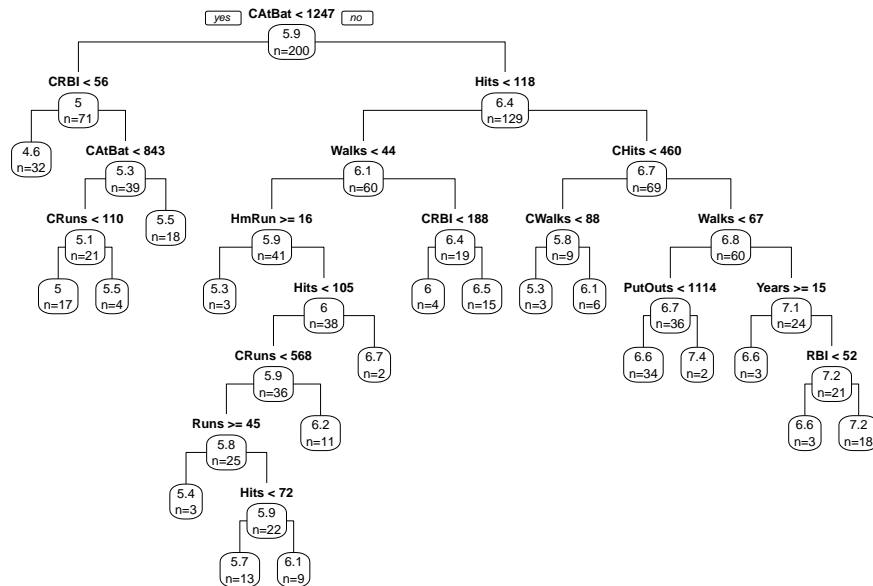 CAtBat < 1247
yes
no
5.9
n=200
CRBI < 56
Hits < 118
5
n=71
6.4
n=129
CAtBat < 843
Walks < 44
CHits < 460
4.6
n=32
5.3
n=39
6.1
n=60
6.7
n=69
CRuns < 110
HmRun >= 16
CRBI < 188
CWalks < 88
Walks < 67
5.1
n=21
5.5
n=18
5.9
n=41
6.4
n=19
5.8
n=9
6.8
n=60
Hits < 105
PutOuts < 1114
Years >= 15
5
n=17
5.5
n=4
5.3
n=3
6
n=38
6
n=4
6.5
n=15
5.3
n=3
6.1
n=6
6.7
n=36
7.1
n=24
CRuns < 568
RBI < 52
5.9
n=36
6.7
n=2
6.6
n=34
7.4
n=2
6.6
n=3
7.2
n=21
Runs >= 45
5.8
n=25
6.2
n=11
6.6
n=3
7.2
n=18
Hits < 72
5.4
n=3
5.9
n=22
5.7
n=13
6.1
n=9